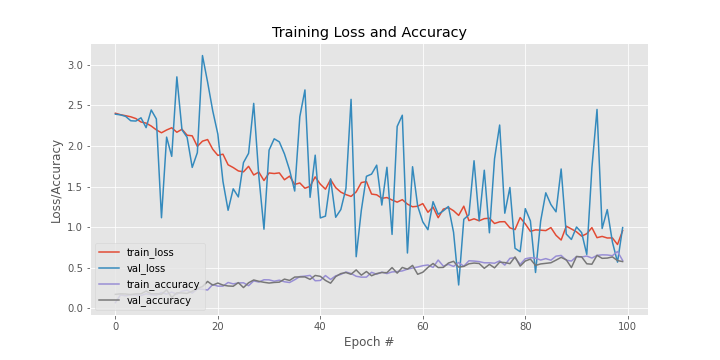 Training Loss and Accuracy
Loss/Accuracy
3.0
2.5
2.0
1.5
1.0
0.5
0.0
train_loss
val_loss
train_accuracy
val_accuracy
0 20 40 60 80 100
Epoch #